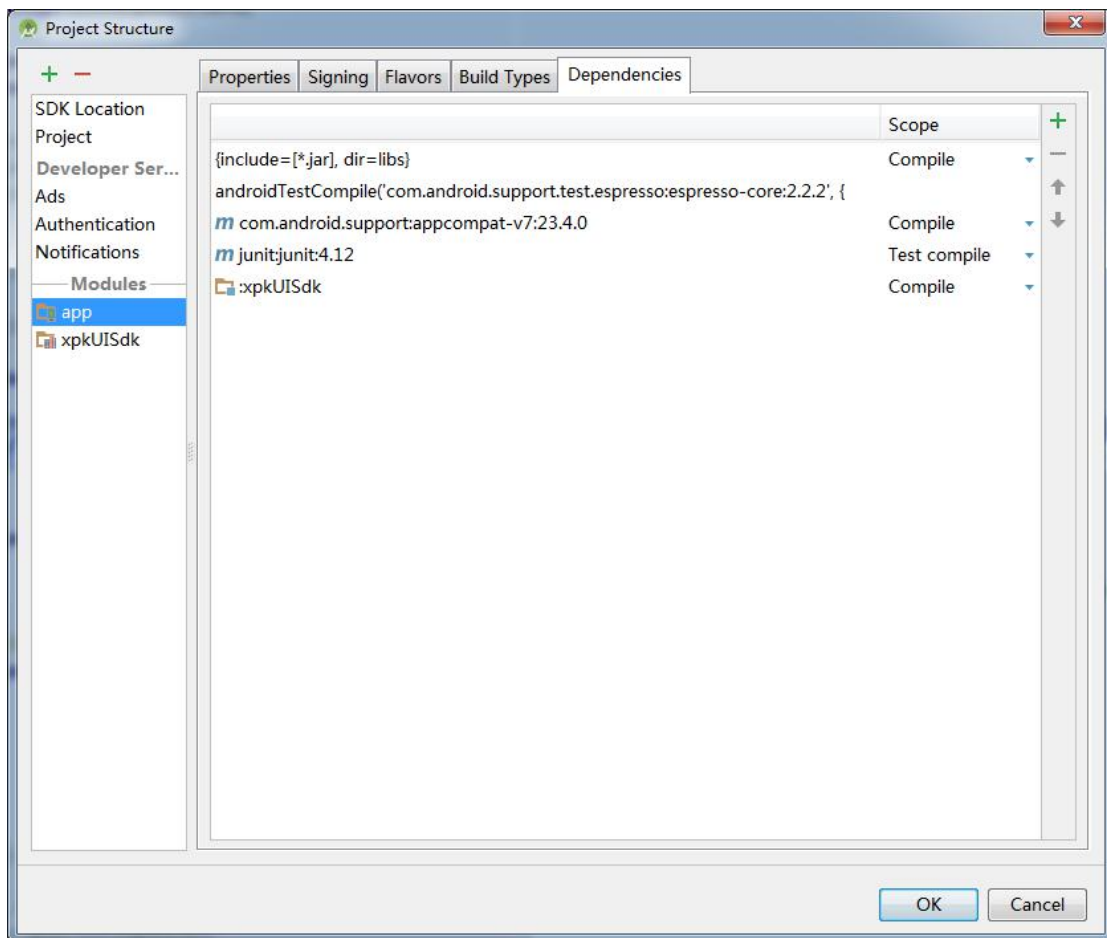 Project Structure
Properties Signing Flavors Build Types Dependencies
SDK Location
Project
Developer Ser...
Ads
Authentication
Notifications
Modules
app
xpkUISdk
Scope
{include=[*.jar], dir=libs} Compile
androidTestCompile('com.android.support.test.espresso:espresso-core:2.2.2', {
m com.android.support:appcompat-v7:23.4.0 Compile
m junit:junit:4.12 Test compile
:xpkUISdk Compile
OK Cancel